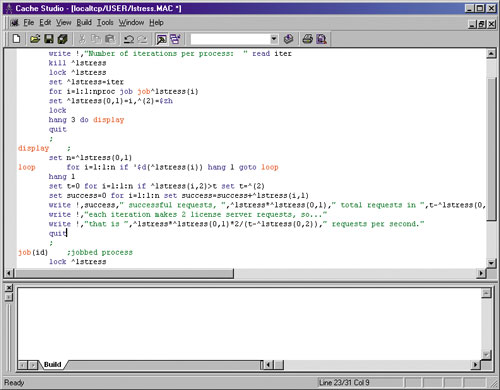 Cache Studio - [localtcp/USER/lstress.MAC *]
File Edit View Build Tools Window Help
write !,"Number of iterations per process:  " read iter
kill ^lstress
lock ^lstress
set ^lstress=iter
for i=1:1:nproc job job^lstress(i)
set ^lstress(0,1)=i,^(2)=$zh
lock
hang 3 do display
quit
;
display ;
set n=^lstress(0,1)
loop for i=1:1:n if '$d(^lstress(i)) hang 1 goto loop
hang 1
set t=0 for i=1:1:n if ^lstress(i,2)>t set t=^(2)
set success=0 for i=1:1:n set success=success+^lstress(i,1)
write !,success," successful requests, ",^lstress*^lstress(0,1)," total requests in ",t-^lstress(0,
write !,"each iteration makes 2 license server requests, so..."
write !,"that is ",^lstress*^lstress(0,1)*2/(t-^lstress(0,2))," requests per second."
quit
;
job(id) ;jobbed process
lock ^lstress
Build
Ready Line 23/31 Col 9